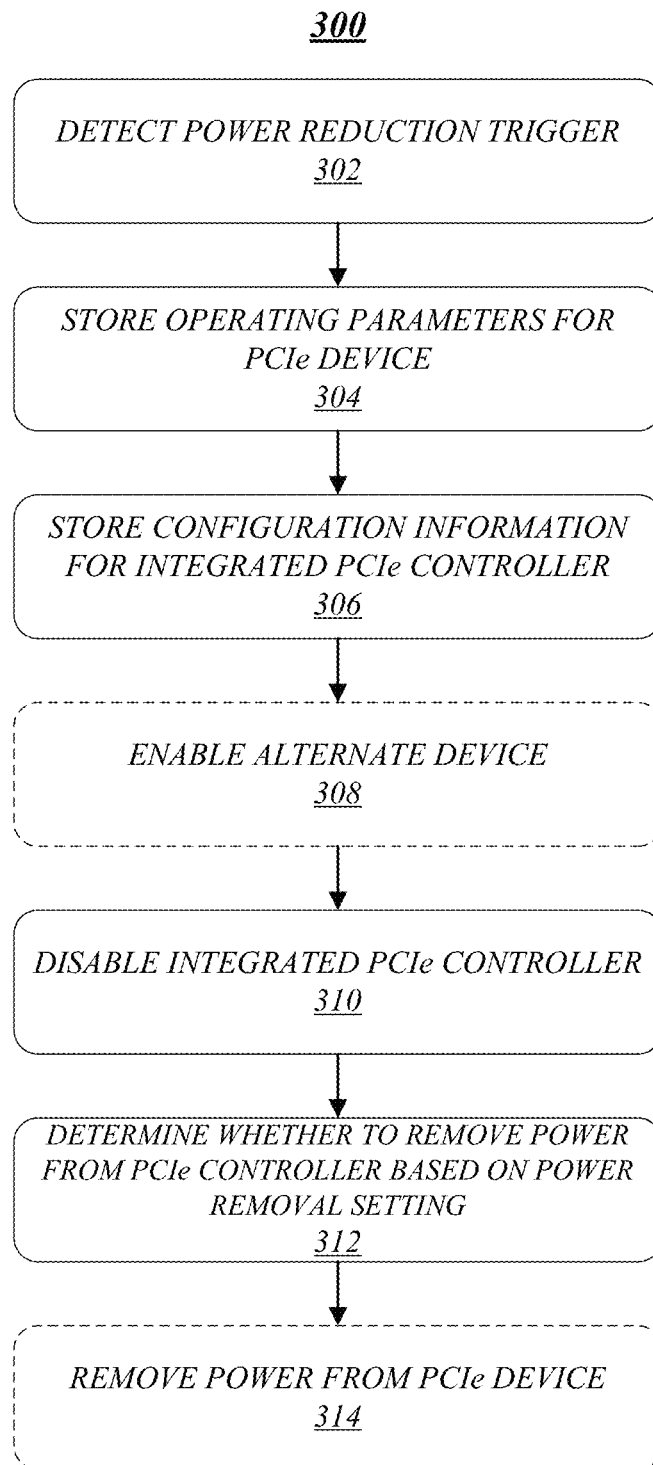 300
DETECT POWER REDUCTION TRIGGER
302
STORE OPERATING PARAMETERS FOR
PCIe DEVICE
304
STORE CONFIGURATION INFORMATION
FOR INTEGRATED PCIe CONTROLLER
306
ENABLE ALTERNATE DEVICE
308
DISABLE INTEGRATED PCIe CONTROLLER
310
DETERMINE WHETHER TO REMOVE POWER
FROM PCIe CONTROLLER BASED ON POWER
REMOVAL SETTING
312
REMOVE POWER FROM PCIe DEVICE
314